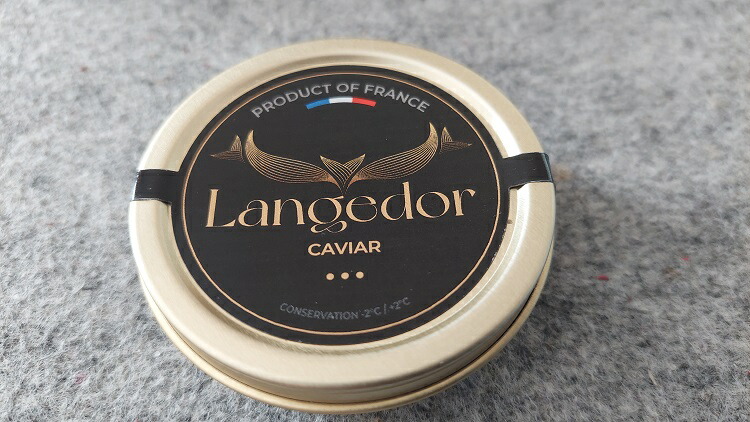 PRODUCT OF FRANCE
Langedor
CAVIAR
CONSERVATION -2°C / +2°C